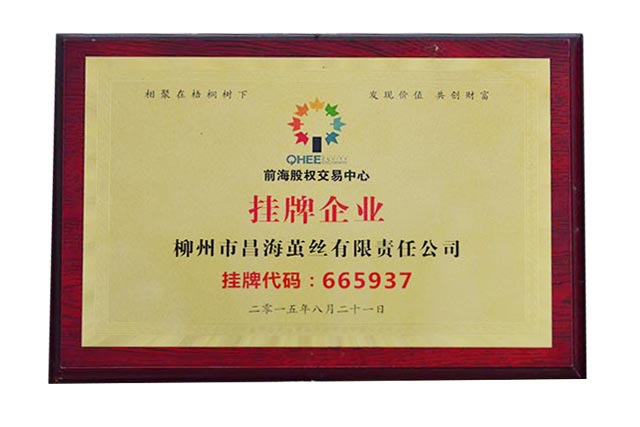 相聚在梧桐树下 发现价值 共创财富
QHEE
前海股权交易中心
挂牌企业
柳州市昌海茧丝有限责任公司
挂牌代码：665937
二零一五年八月二十一日